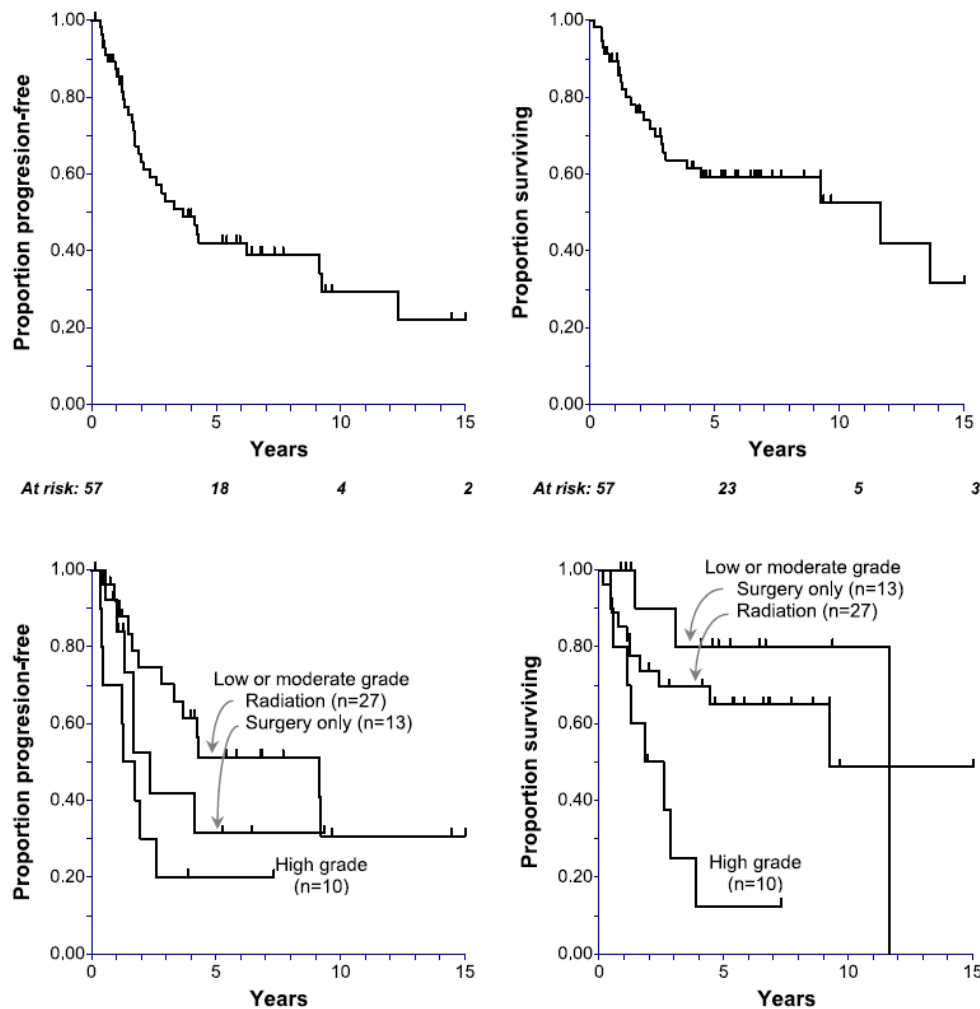 1.00
0.80
0.60
0.40
0.20
0.00
Proportion progresion-free
0 5 10 15
Years
At risk: 57 18 4 2
1.00
0.80
0.60
0.40
0.20
0.00
Proportion surviving
0 5 10 15
Years
At risk: 57 23 5 3
1.00
0.80
0.60
0.40
0.20
0.00
Proportion progresion-free
Low or moderate grade
Radiation (n=27)
Surgery only (n=13)
High grade
(n=10)
0 5 10 15
Years
1.00
0.80
0.60
0.40
0.20
0.00
Proportion surviving
Low or moderate grade
Surgery only (n=13)
Radiation (n=27)
High grade
(n=10)
0 5 10 15
Years